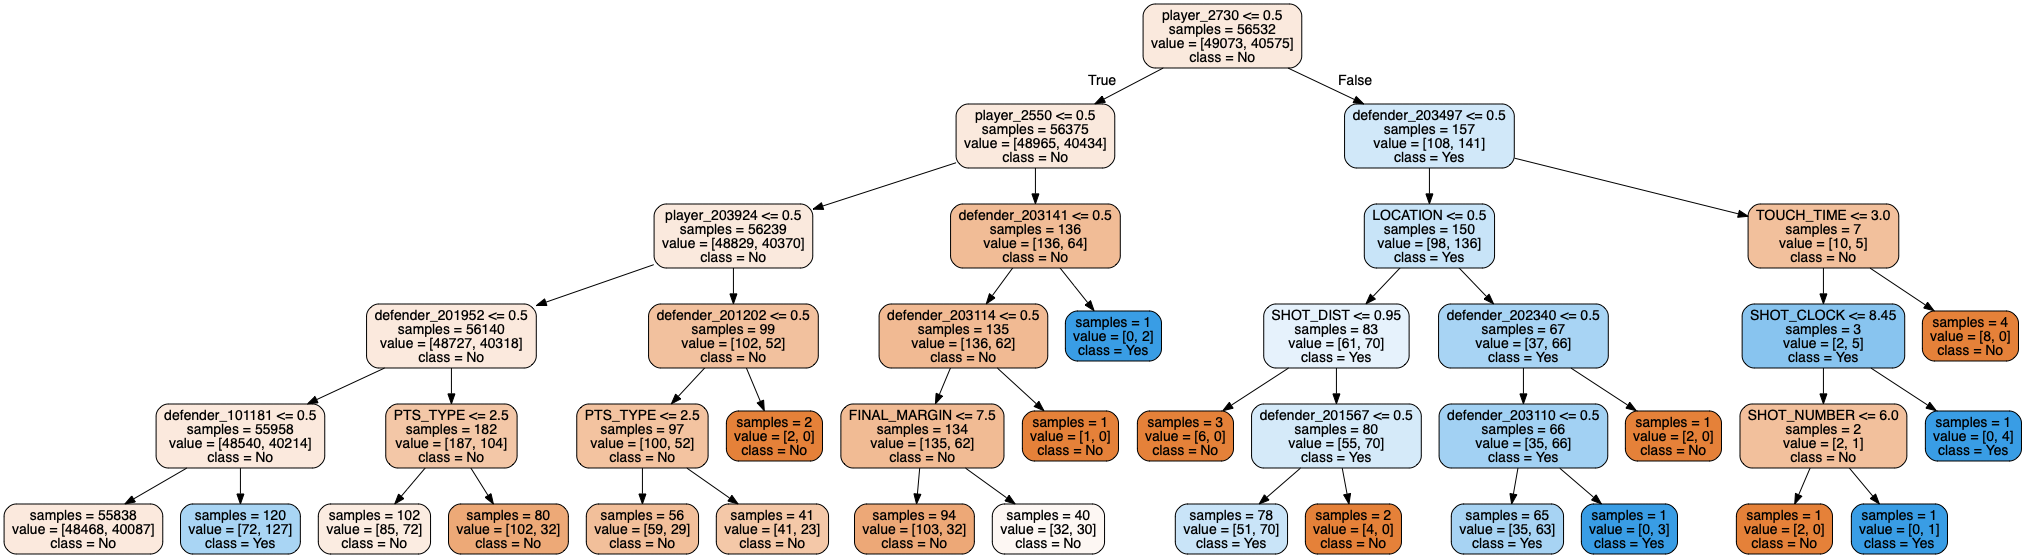 player_2730 <= 0.5
samples = 56532
value = [49073, 40575]
class = No
True
False
player_2550 <= 0.5
samples = 56375
value = [48965, 40434]
class = No
defender_203497 <= 0.5
samples = 157
value = [108, 141]
class = Yes
player_203924 <= 0.5
samples = 56239
value = [48829, 40370]
class = No
defender_203141 <= 0.5
samples = 136
value = [136, 64]
class = No
LOCATION <= 0.5
samples = 150
value = [98, 136]
class = Yes
TOUCH_TIME <= 3.0
samples = 7
value = [10, 5]
class = No
defender_201952 <= 0.5
samples = 56140
value = [48727, 40318]
class = No
defender_201202 <= 0.5
samples = 99
value = [102, 52]
class = No
defender_203114 <= 0.5
samples = 135
value = [136, 62]
class = No
samples = 1
value = [0, 2]
class = Yes
SHOT_DIST <= 0.95
samples = 83
value = [61, 70]
class = Yes
defender_202340 <= 0.5
samples = 67
value = [37, 66]
class = Yes
SHOT_CLOCK <= 8.45
samples = 3
value = [2, 5]
class = Yes
samples = 4
value = [8, 0]
class = No
defender_101181 <= 0.5
samples = 55958
value = [48540, 40214]
class = No
PTS_TYPE <= 2.5
samples = 182
value = [187, 104]
class = No
PTS_TYPE <= 2.5
samples = 97
value = [100, 52]
class = No
samples = 2
value = [2, 0]
class = No
FINAL_MARGIN <= 7.5
samples = 134
value = [135, 62]
class = No
samples = 1
value = [1, 0]
class = No
samples = 3
value = [6, 0]
class = No
defender_201567 <= 0.5
samples = 80
value = [55, 70]
class = Yes
defender_203110 <= 0.5
samples = 66
value = [35, 66]
class = Yes
samples = 1
value = [2, 0]
class = No
SHOT_NUMBER <= 6.0
samples = 2
value = [2, 1]
class = No
samples = 1
value = [0, 4]
class = Yes
samples = 55838
value = [48468, 40087]
class = No
samples = 120
value = [72, 127]
class = Yes
samples = 102
value = [85, 72]
class = No
samples = 80
value = [102, 32]
class = No
samples = 56
value = [59, 29]
class = No
samples = 41
value = [41, 23]
class = No
samples = 94
value = [103, 32]
class = No
samples = 40
value = [32, 30]
class = No
samples = 78
value = [51, 70]
class = Yes
samples = 2
value = [4, 0]
class = No
samples = 65
value = [35, 63]
class = Yes
samples = 1
value = [0, 3]
class = Yes
samples = 1
value = [2, 0]
class = No
samples = 1
value = [0, 1]
class = Yes